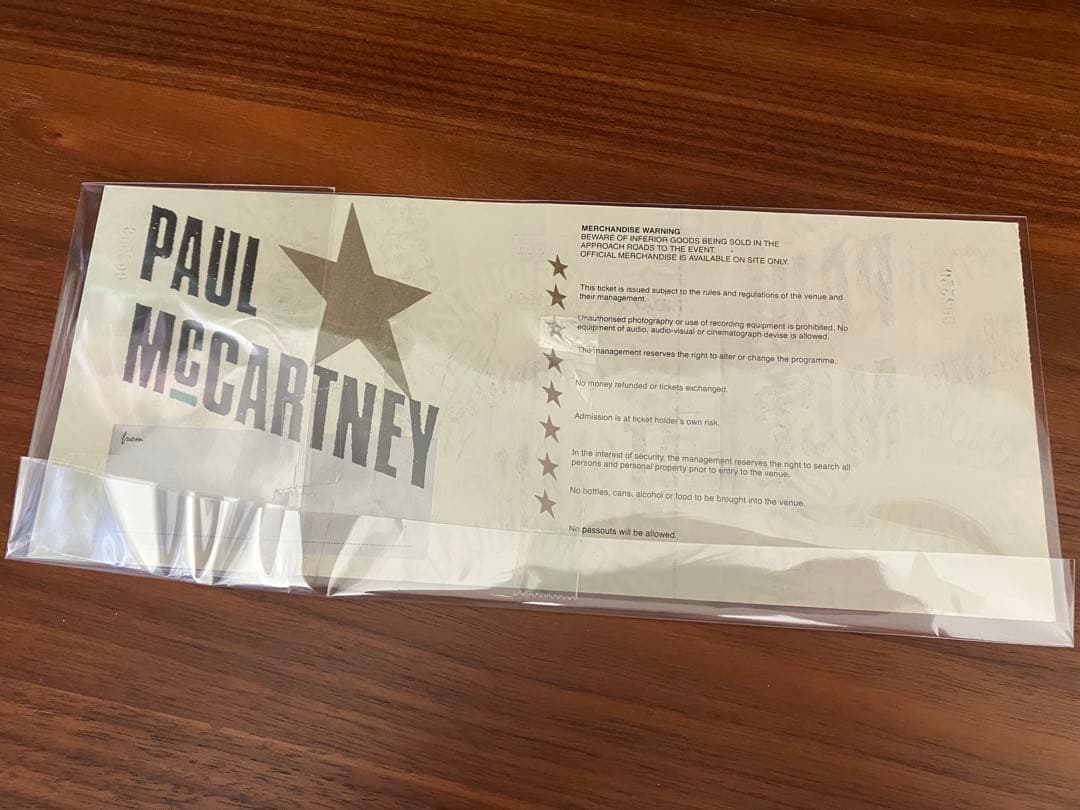 PAUL
McCARTNEY
from
MERCHANDISE WARNING
BEWARE OF INFERIOR GOODS BEING SOLD IN THE
APPROACH ROADS TO THE EVENT.
OFFICIAL MERCHANDISE IS AVAILABLE ON SITE ONLY.
This ticket is issued subject to the rules and regulations of the venue and
their management.
Unauthorised photography or use of recording equipment is prohibited. No
equipment of audio, audio-visual or cinematograph devise is allowed.
The management reserves the right to alter or change the programme.
No money refunded or tickets exchanged.
Admission is at ticket holder's own risk.
In the interest of security, the management reserves the right to search all
persons and personal property prior to entry to the venue.
No bottles, cans, alcohol or food to be brought into the venue.
No passouts will be allowed.